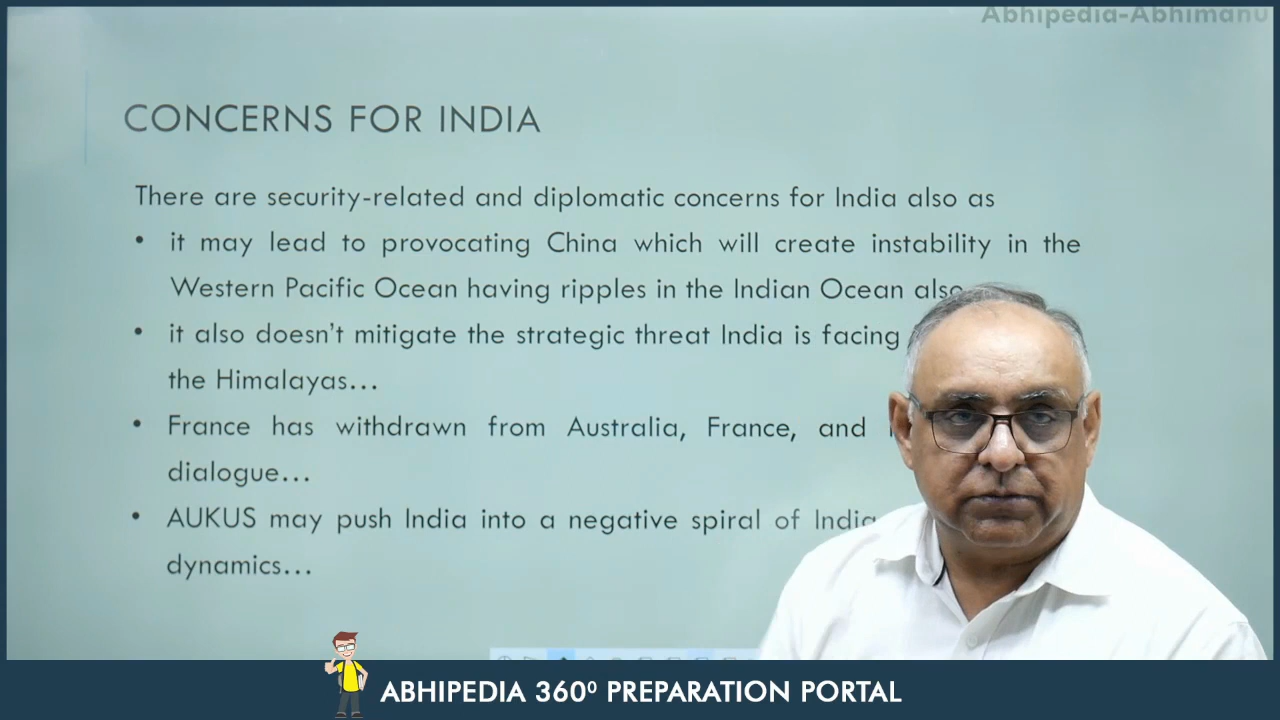 Abhipedia-Abhimanu
CONCERNS FOR INDIA
There are security-related and diplomatic concerns for India also as
• it may lead to provocating China which will create instability in the
Western Pacific Ocean having ripples in the Indian Ocean also
• it also doesn't mitigate the strategic threat India is facing
the Himalayas...
• France has withdrawn from Australia, France, and
dialogue...
• AUKUS may push India into a negative spiral of India
dynamics...
ABHIPEDIA 360⁰ PREPARATION PORTAL